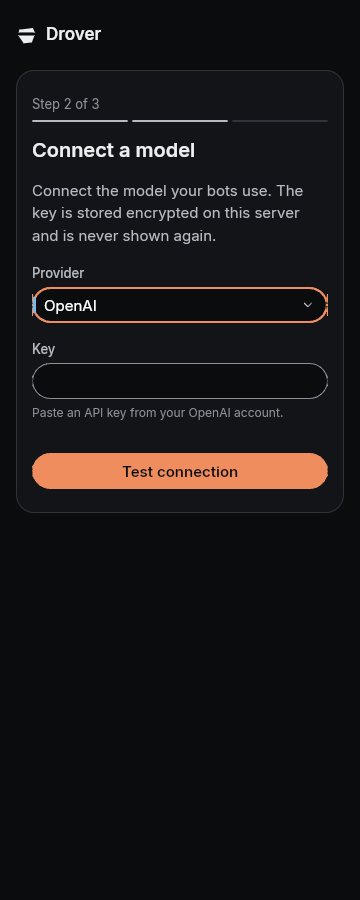 Drover
Step 2 of 3
Connect a model
Connect the model your bots use. The
key is stored encrypted on this server
and is never shown again.
Provider
OpenAI
Key
Paste an API key from your OpenAI account.
Test connection